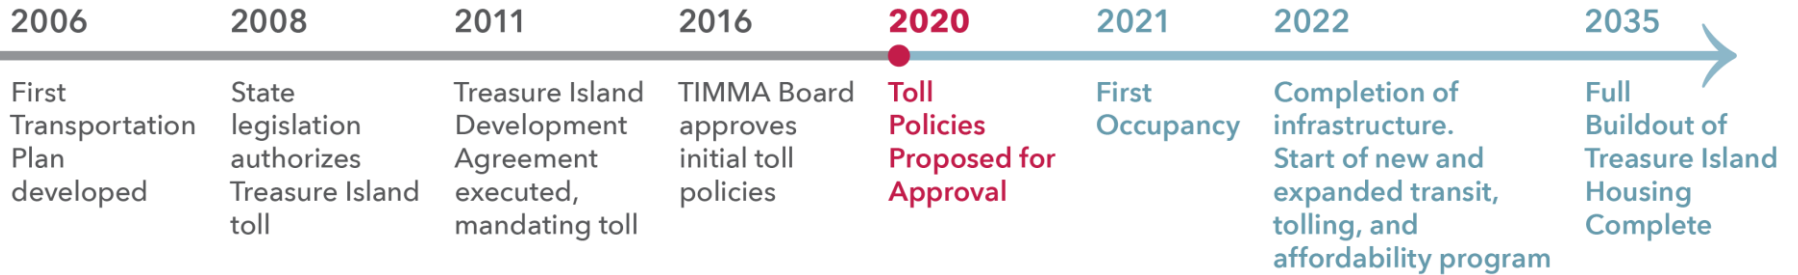 2006
First
Transportation
Plan
developed
2008
State
legislation
authorizes
Treasure Island
toll
2011
Treasure Island
Development
Agreement
executed,
mandating toll
2016
TIMMA Board
approves
initial toll
policies
2020
Toll
Policies
Proposed for
Approval
2021
First
Occupancy
2022
Completion of
infrastructure.
Start of new and
expanded transit,
tolling, and
affordability program
2035
Full
Buildout of
Treasure Island
Housing
Complete